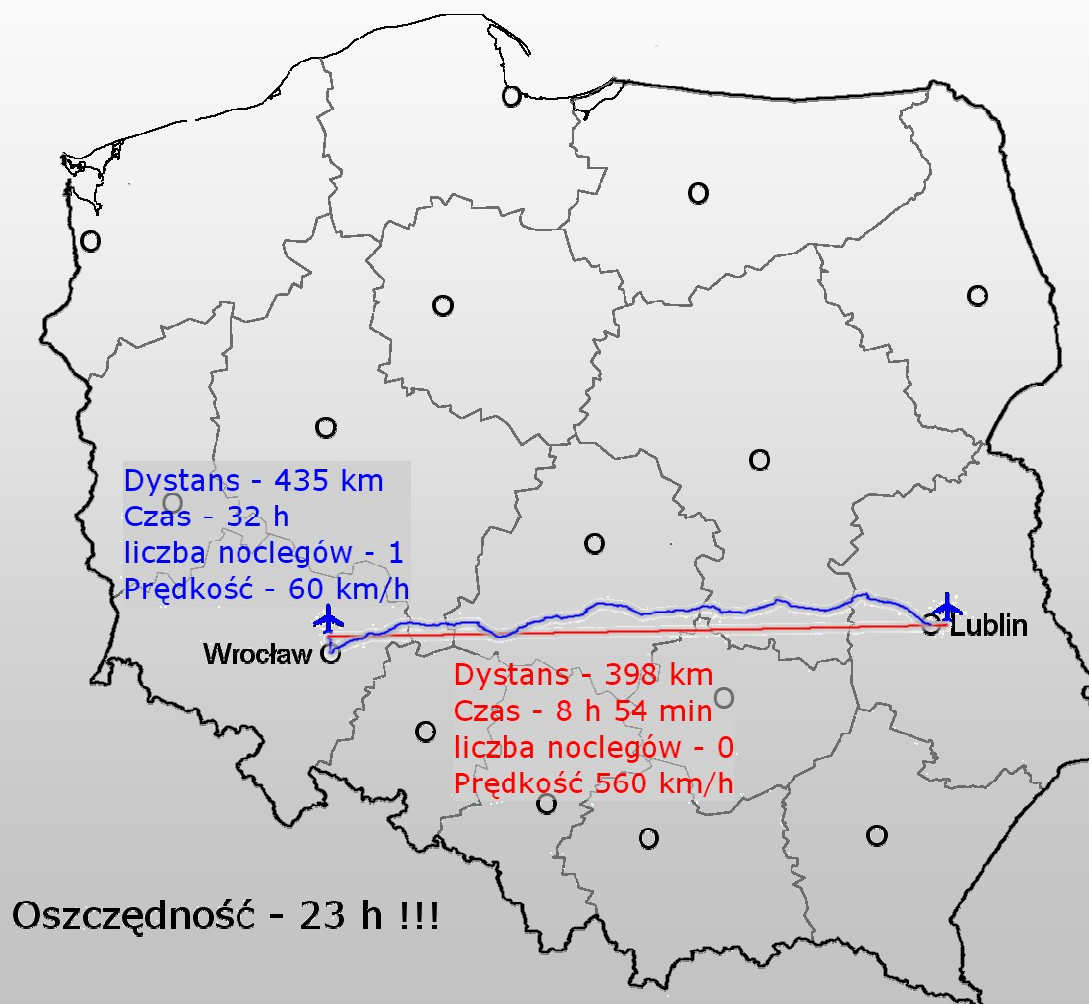 Dystans - 435 km
Czas - 32 h
liczba noclegów - 1
Prędkość - 60 km/h
Wrocław
Lublin
Dystans - 398 km
Czas - 8 h 54 min
liczba noclegów - 0
Prędkość 560 km/h
Oszczędność - 23 h !!!